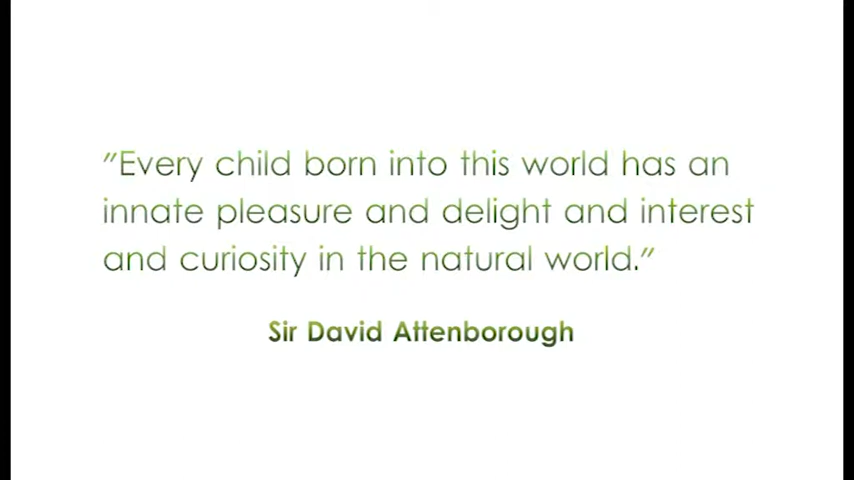 "Every child born into this world has an
innate pleasure and delight and interest
and curiosity in the natural world."
Sir David Attenborough